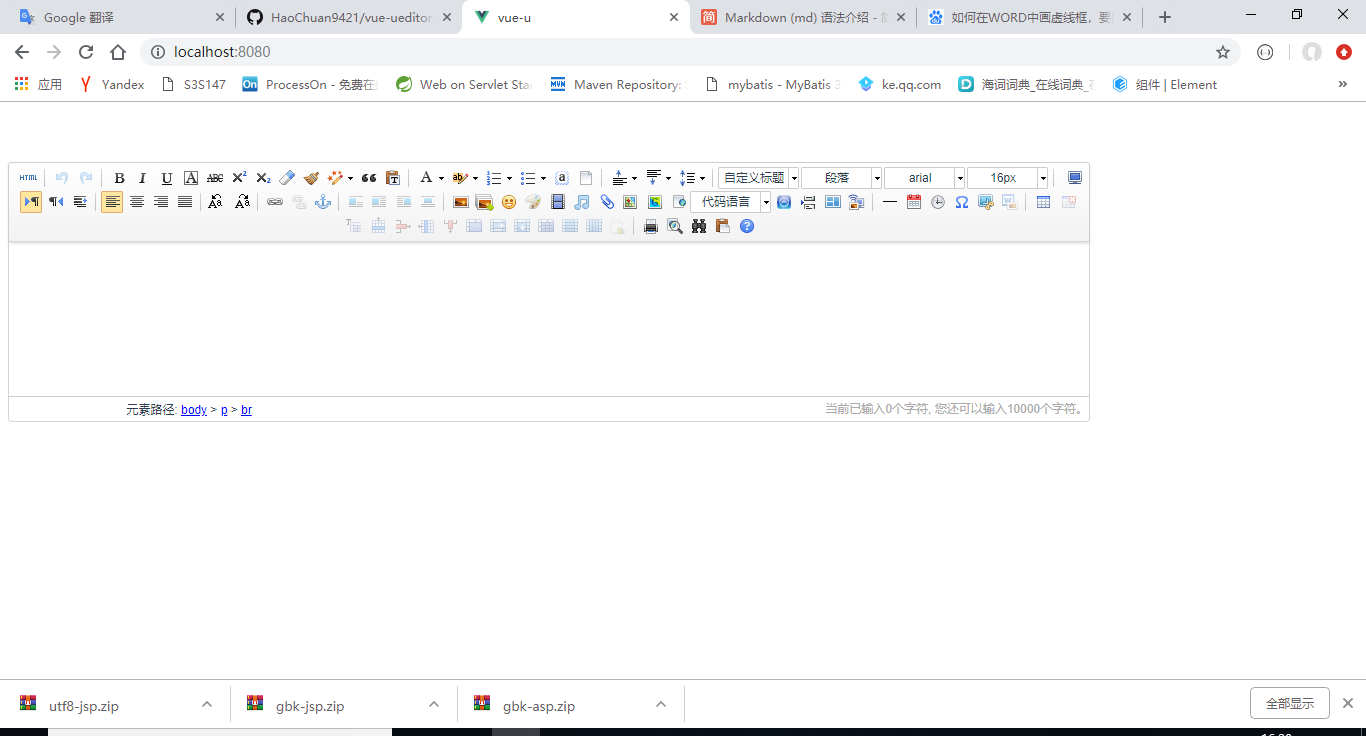 Google 翻译
HaoChuan9421/vue-ueditor
vue-u
Markdown (md) 语法介绍 - 简
如何在WORD中画虚线框，要
localhost:8080
应用
Yandex
S3S147
ProcessOn - 免费在
Web on Servlet Sta
Maven Repository:
mybatis - MyBatis 3
ke.qq.com
海词词典_在线词典_在
组件 | Element
»
HTML
自定义标题
段落
arial
16px
代码语言
元素路径: body > p > br
当前已输入0个字符, 您还可以输入10000个字符。
utf8-jsp.zip
gbk-jsp.zip
gbk-asp.zip
全部显示